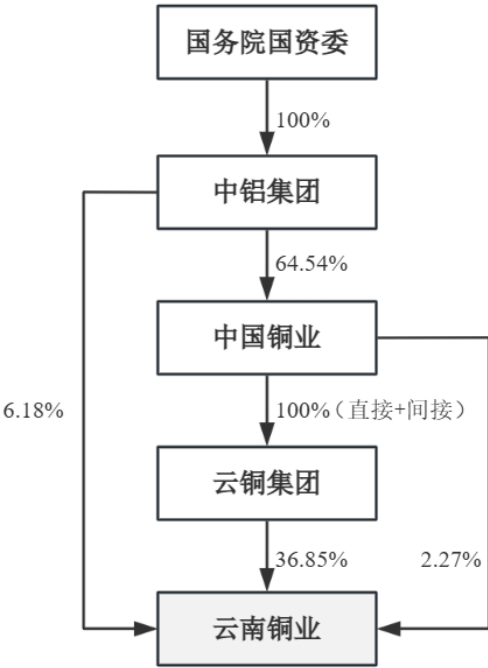 国务院国资委
100%
中铝集团
64.54%
中国铜业
6.18%
100%（直接+间接）
云铜集团
36.85%
2.27%
云南铜业